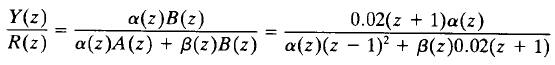 Y(z)/R(z) = α(z)B(z)/(α(z)A(z) + β(z)B(z)) = 0.02(z + 1)α(z)/(α(z)(z − 1)² + β(z)0.02(z + 1))